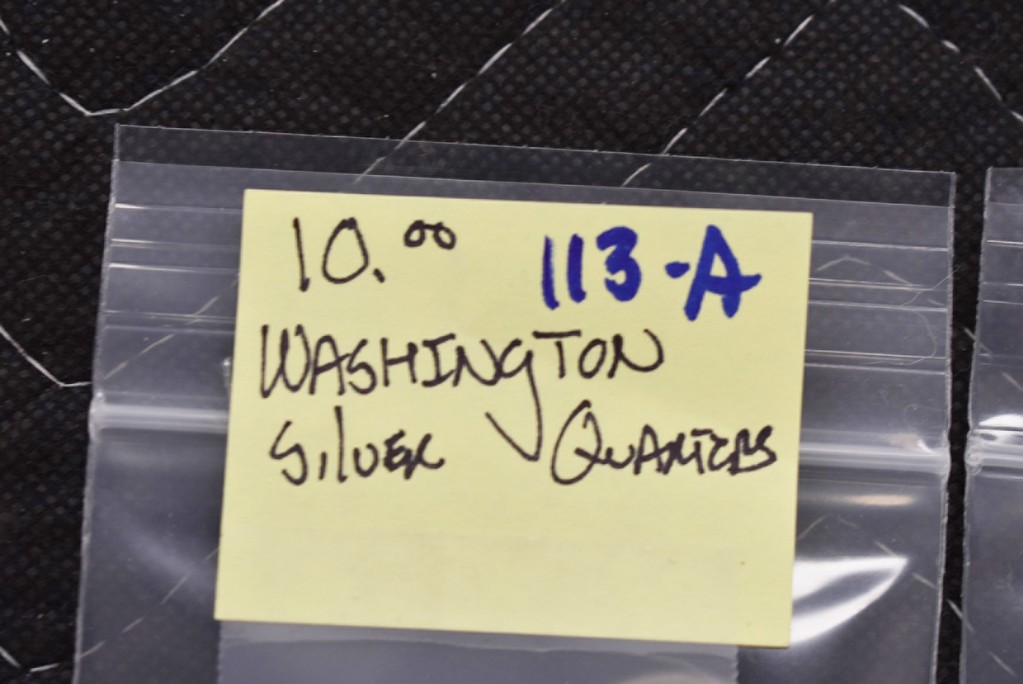 10.00 113-A
WASHINGTON
SilvER QuARTERS